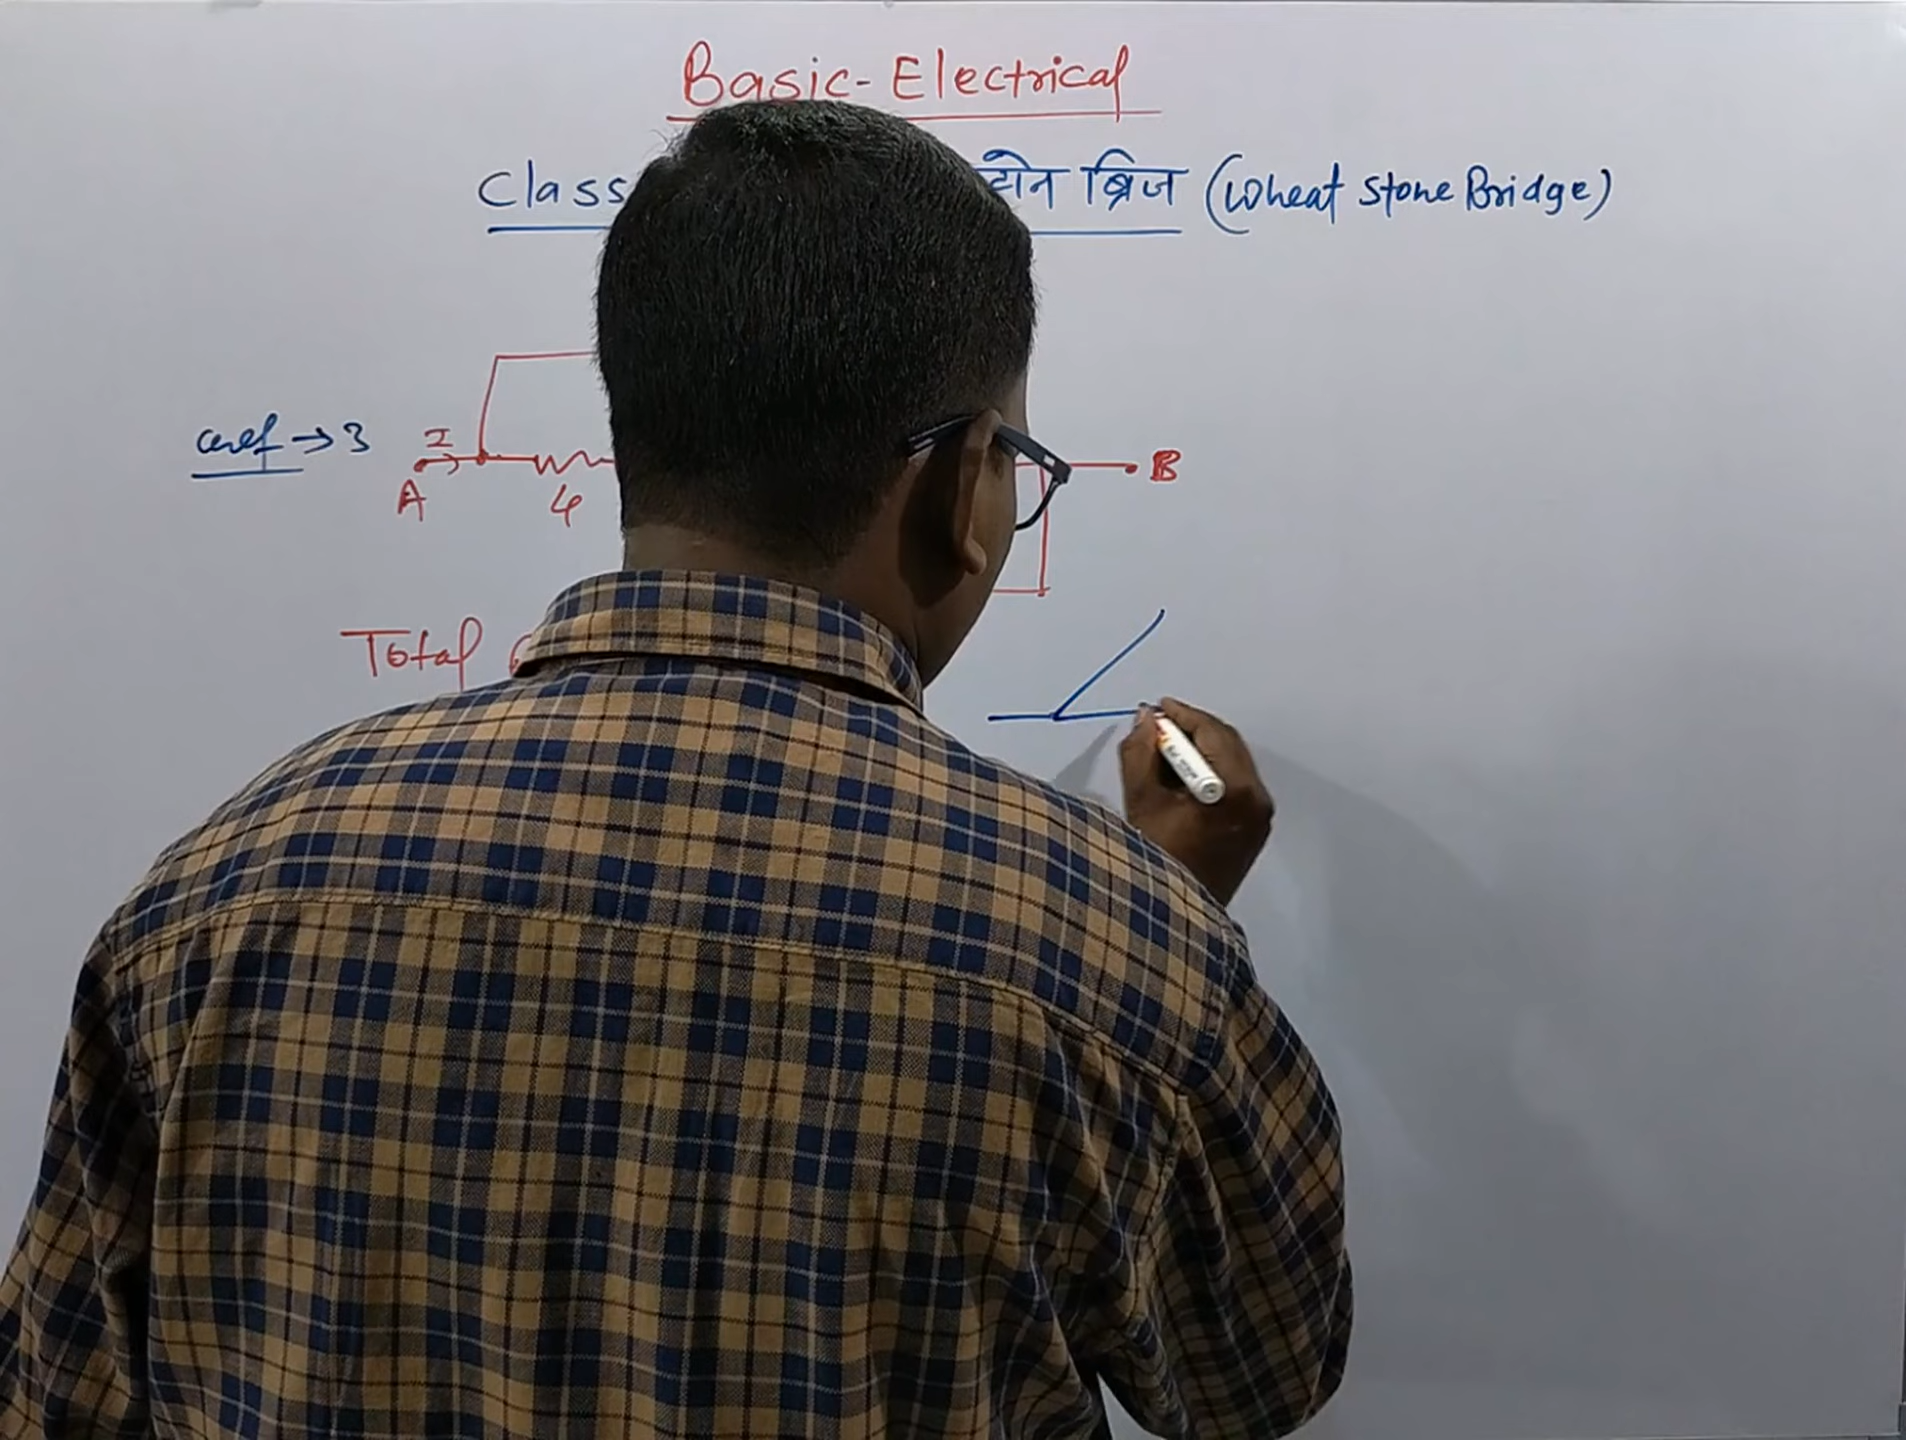 Basic-Electrical
Class टोन ब्रिज (Wheat Stone Bridge)
→ 3
I
A
4
B
Total